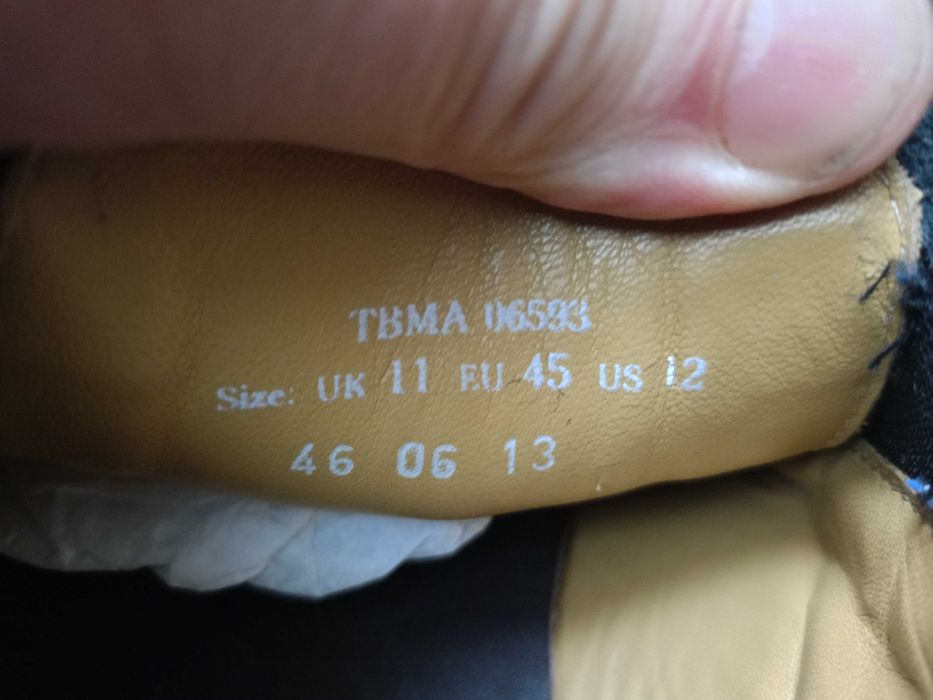 TBMA 06593
Size: UK 11 EU 45 US 12
46 06 13